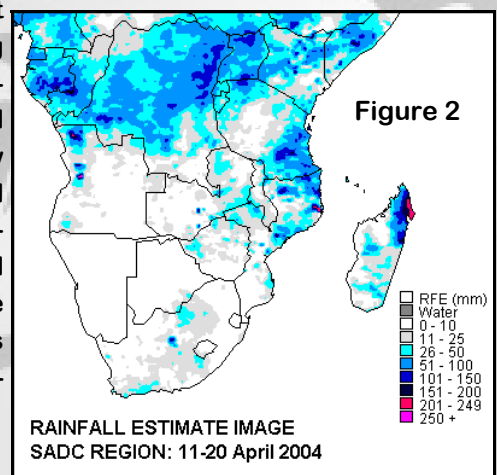 Figure 2
RFE (mm)
Water
0 - 10
11 - 25
26 - 50
51 - 100
101 - 150
151 - 200
201 - 249
250 +
RAINFALL ESTIMATE IMAGE
SADC REGION: 11-20 April 2004